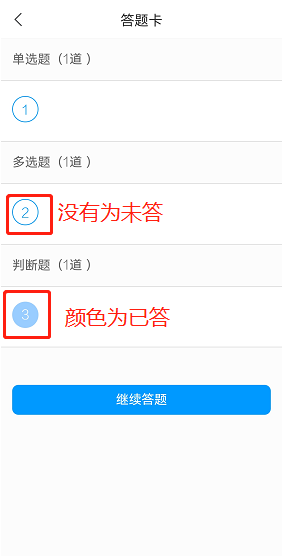 答题卡
单选题（1道 ）
1
多选题（1道 ）
2 没有为未答
判断题（1道 ）
3 颜色为已答
继续答题